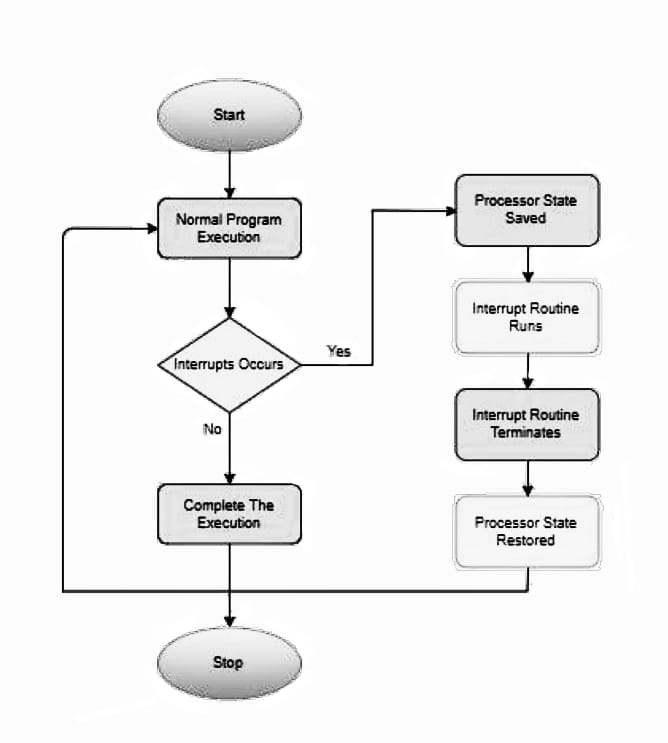 Start
Normal Program
Execution
Interrupts Occurs
Yes
No
Complete The
Execution
Stop
Processor State
Saved
Interrupt Routine
Runs
Interrupt Routine
Terminates
Processor State
Restored